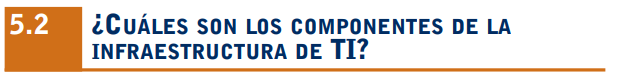 5.2 ¿Cuáles son los componentes de la
infraestructura de TI?